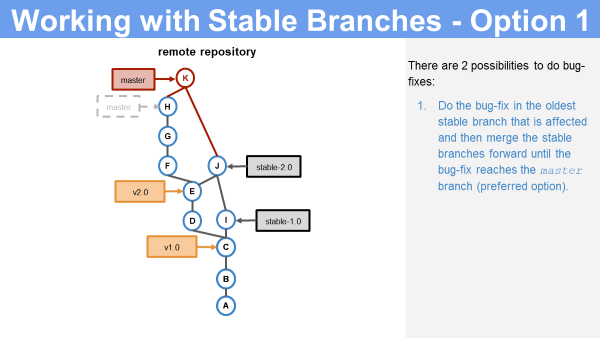 Working with Stable Branches - Option 1
remote repository
There are 2 possibilities to do bug-
fixes:
1. Do the bug-fix in the oldest
stable branch that is affected
and then merge the stable
branches forward until the
bug-fix reaches the master
branch (preferred option).
K
master
master
H
G
F
J
stable-2.0
v2.0
E
D
I
stable-1.0
v1.0
C
B
A